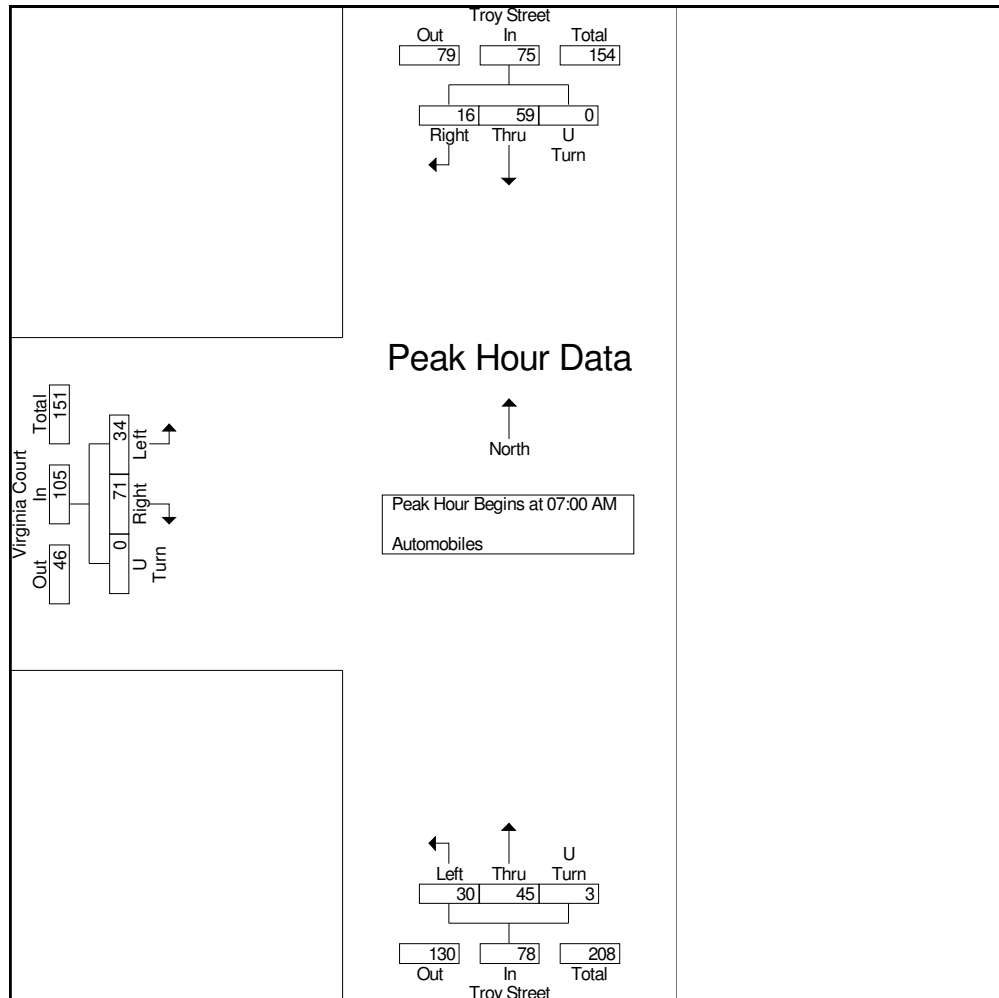 Troy Street
Out In Total
79 75 154
16 59 0
Right Thru U
Turn
Peak Hour Data
North
Peak Hour Begins at 07:00 AM
Automobiles
Virginia Court
Out In Total
46 105 151
0 71 34
U Right Left
Turn
U
Left Thru Turn
30 45 3
130 78 208
Out In Total
Troy Street